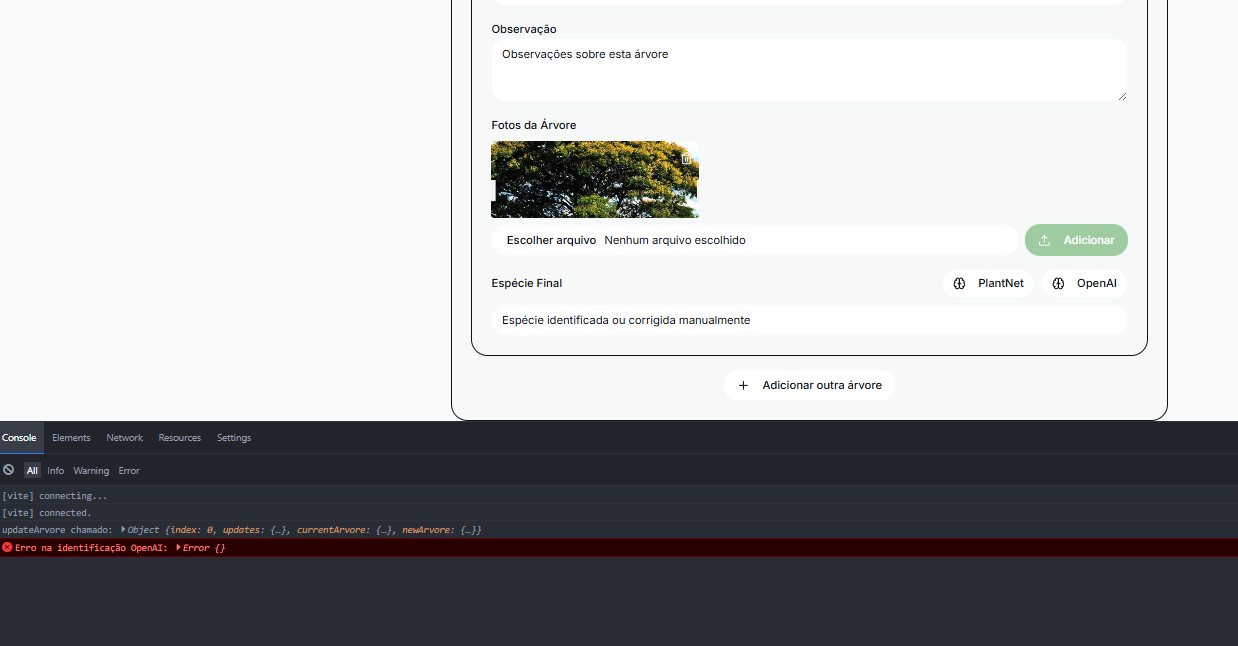 Observação
Observações sobre esta árvore
Fotos da Árvore
Escolher arquivo Nenhum arquivo escolhido
Adicionar
Espécie Final
PlantNet
OpenAI
Espécie identificada ou corrigida manualmente
+ Adicionar outra árvore
Console Elements Network Resources Settings
All Info Warning Error
[vite] connecting...
[vite] connected.
updateArvore chamado: ▶Object {index: 0, updates: {…}, currentArvore: {…}, newArvore: {…}}
Erro na identificação OpenAI: ▶Error {}